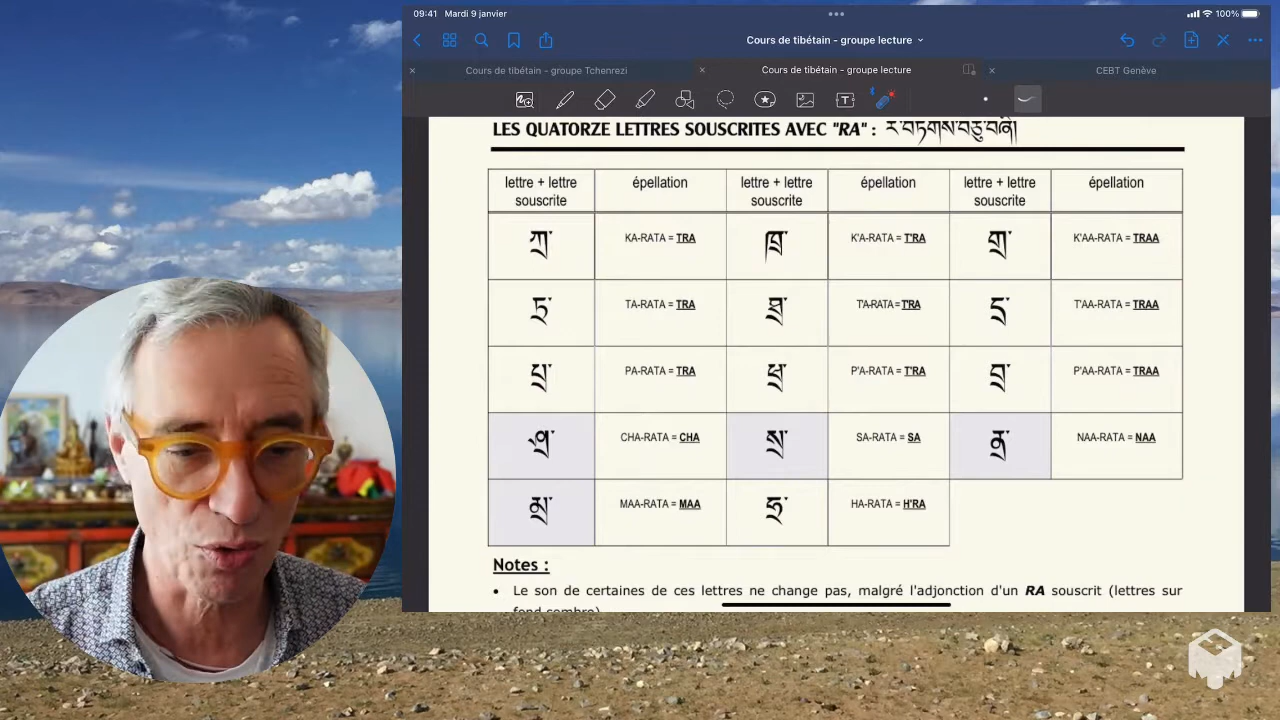 09:41 Mardi 9 janvier
100%
Cours de tibétain - groupe lecture
Cours de tibétain - groupe Tchenrezi
Cours de tibétain - groupe lecture
CEBT Genève
LES QUATORZE LETTRES SOUSCRITES AVEC "RA" : ར་བཏགས་བཅུ་བཞི།
lettre + lettre souscrite épellation lettre + lettre souscrite épellation lettre + lettre souscrite épellation
ཀྲ་ KA-RATA = TRA ཁྲ་ K'A-RATA = T'RA གྲ་ K'AA-RATA = TRAA
ཏྲ་ TA-RATA = TRA ཐྲ་ T'A-RATA = T'RA དྲ་ T'AA-RATA = TRAA
པྲ་ PA-RATA = TRA ཕྲ་ P'A-RATA = T'RA བྲ་ P'AA-RATA = TRAA
ཤྲ་ CHA-RATA = CHA སྲ་ SA-RATA = SA ནྲ་ NAA-RATA = NAA
མྲ་ MAA-RATA = MAA ཧྲ་ HA-RATA = H'RA
Notes :
• Le son de certaines de ces lettres ne change pas, malgré l'adjonction d'un RA souscrit (lettres sur
fond sombre)